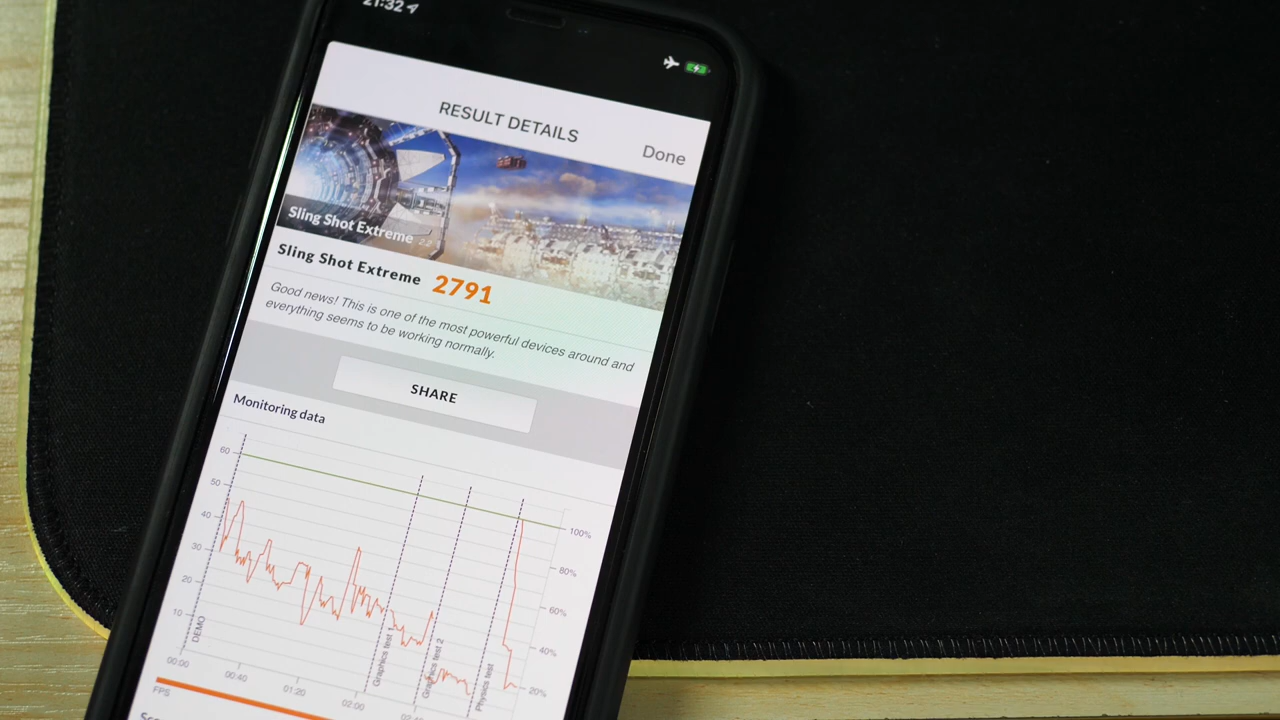 21:32
RESULT DETAILS
Done
Sling Shot Extreme 2.2
Sling Shot Extreme 2791
Good news! This is one of the most powerful devices around and
everything seems to be working normally.
SHARE
Monitoring data
60
50
40
30
20
10
100%
80%
60%
40%
20%
DEMO
Graphics test 1
Graphics test 2
Physics test
00:00
00:40
01:20
02:00
FPS